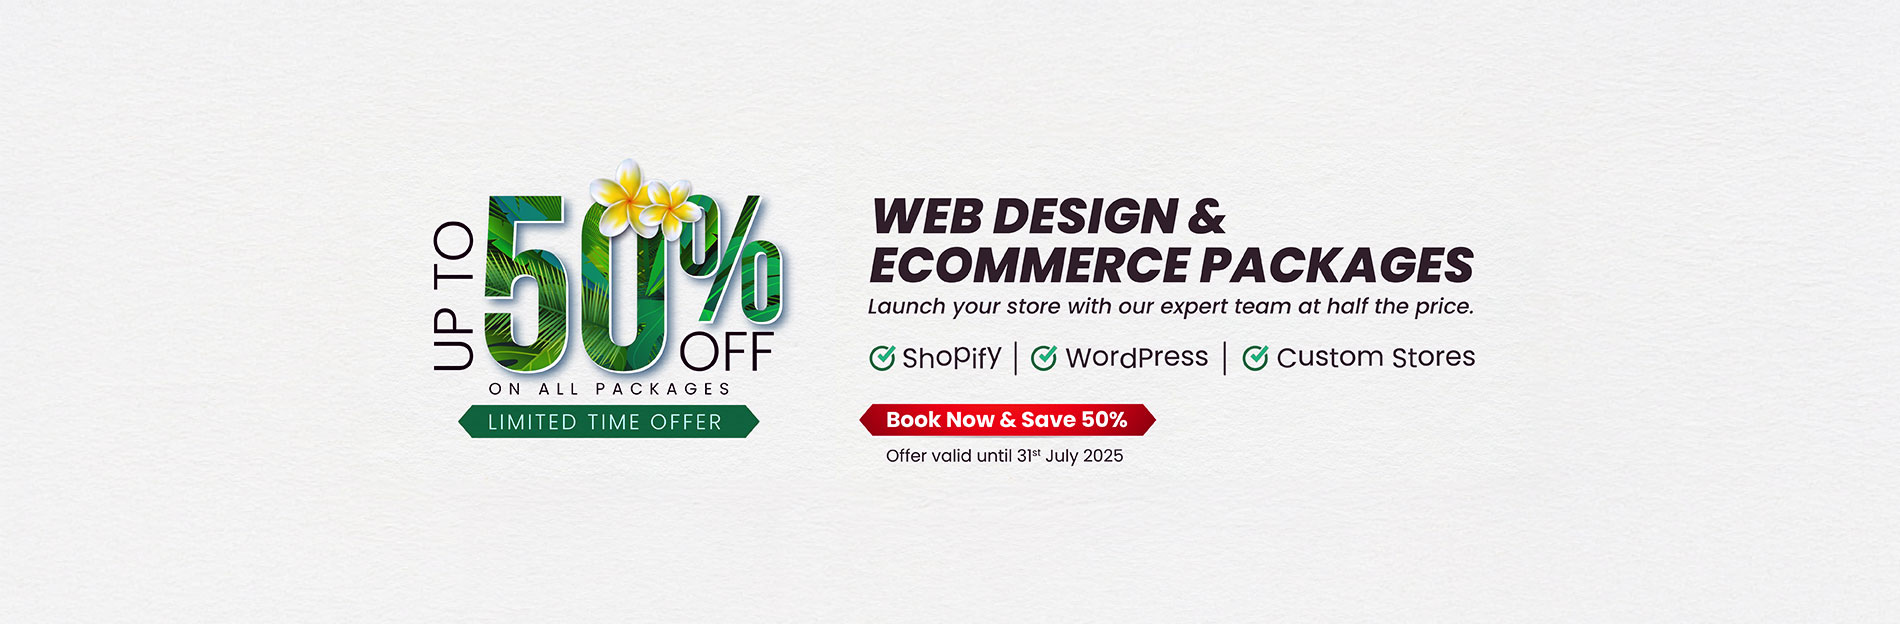 UP TO
50%
OFF
ON ALL PACKAGES
LIMITED TIME OFFER
WEB DESIGN &
ECOMMERCE PACKAGES
Launch your store with our expert team at half the price.
Shopify | WordPress | Custom Stores
Book Now & Save 50%
Offer valid until 31st July 2025